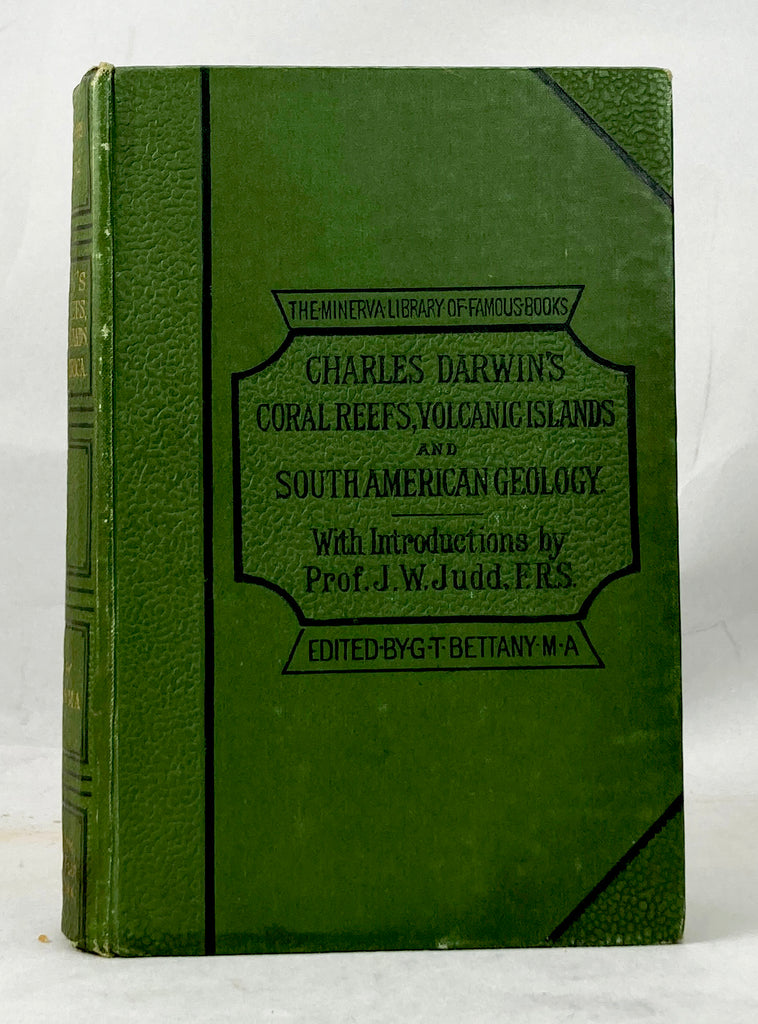 THE·MINERVA·LIBRARY·OF·FAMOUS·BOOKS
CHARLES DARWIN'S
CORAL REEFS, VOLCANIC ISLANDS
AND
SOUTH AMERICAN GEOLOGY.
With Introductions by
Prof. J. W. Judd, F.R.S.
EDITED·BY·G·T·BETTANY·M·A